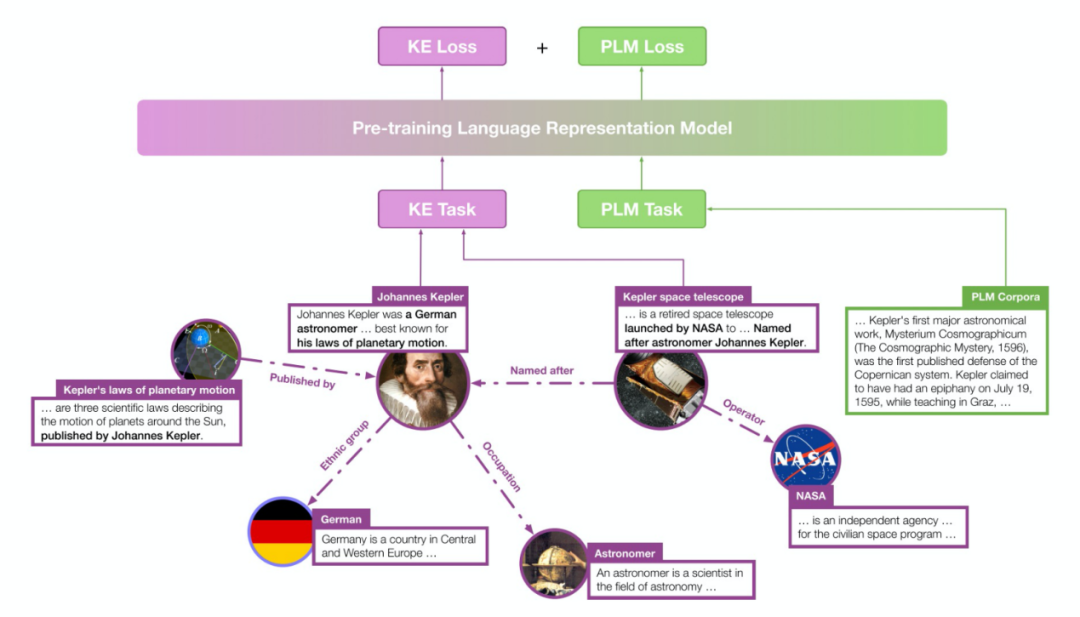 KE Loss + PLM Loss
Pre-training Language Representation Model
KE Task
PLM Task
Johannes Kepler
Johannes Kepler was a German
astronomer … best known for
his laws of planetary motion.
Kepler space telescope
… is a retired space telescope
launched by NASA to … Named
after astronomer Johannes Kepler.
PLM Corpora
… Kepler's first major astronomical
work, Mysterium Cosmographicum
(The Cosmographic Mystery, 1596),
was the first published defense of the
Copernican system. Kepler claimed
to have had an epiphany on July 19,
1595, while teaching in Graz, …
Kepler's laws of planetary motion
… are three scientific laws describing
the motion of planets around the Sun,
published by Johannes Kepler.
Published by
Named after
Operator
Ethnic group
Occupation
NASA
NASA
… is an independent agency …
for the civilian space program …
German
Germany is a country in Central
and Western Europe …
Astronomer
An astronomer is a scientist in
the field of astronomy …